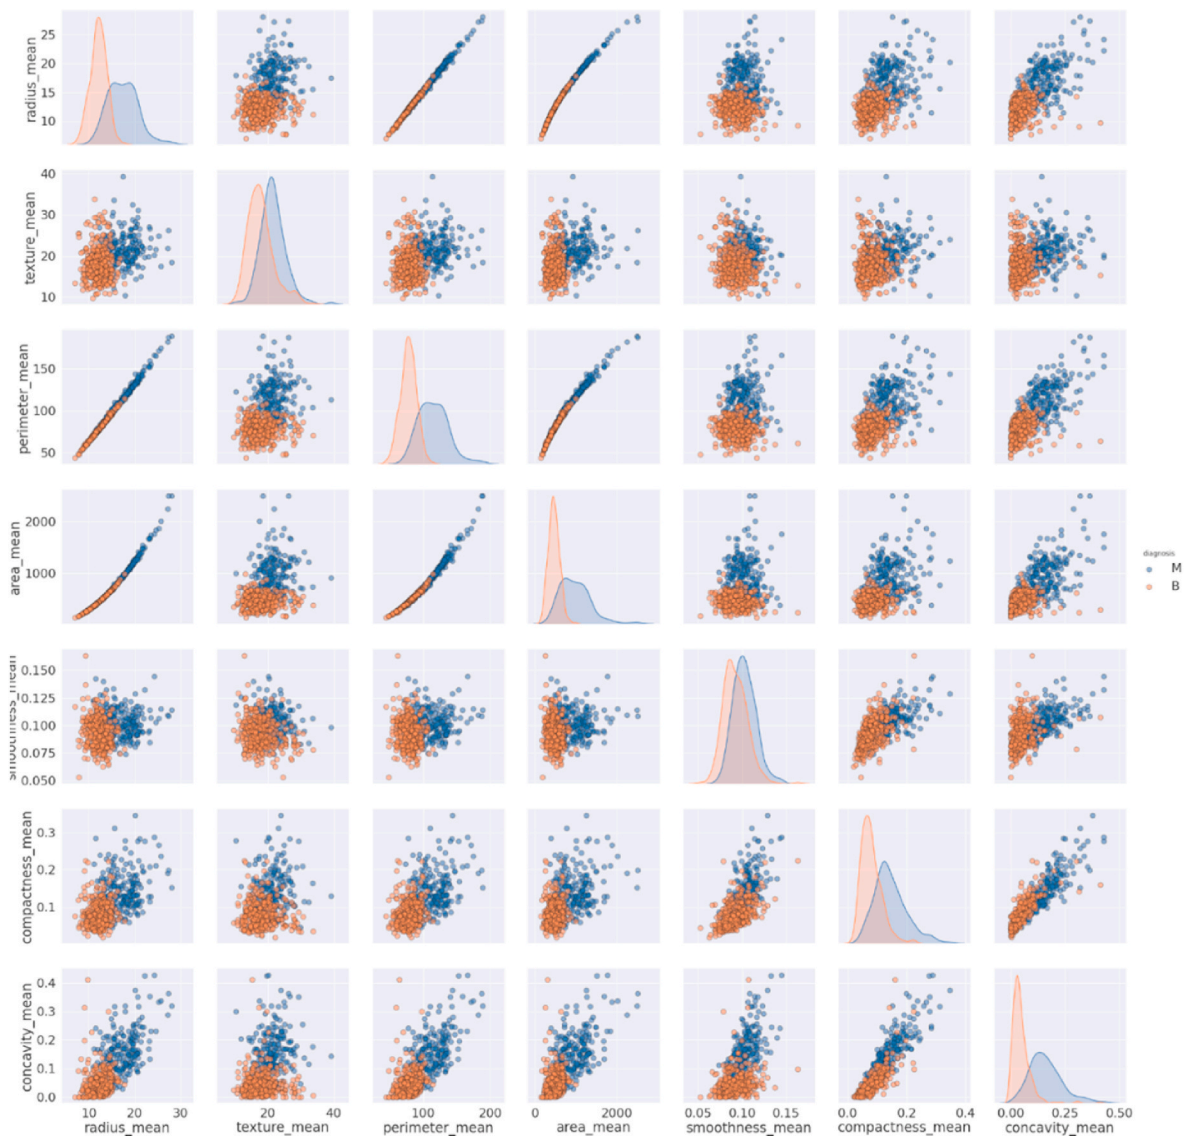 radius_mean
25
20
15
10
texture_mean
40
30
20
10
perimeter_mean
150
100
50
area_mean
2000
1000
diagnosis
M
B
smoothness_mean
0.150
0.125
0.100
0.075
0.050
compactness_mean
0.3
0.2
0.1
concavity_mean
0.4
0.3
0.2
0.1
0.0
10 20 30 20 40 100 200 0 2000 0.05 0.10 0.15 0.0 0.2 0.4 0.00 0.25 0.50
radius_mean texture_mean perimeter_mean area_mean smoothness_mean compactness_mean concavity_mean